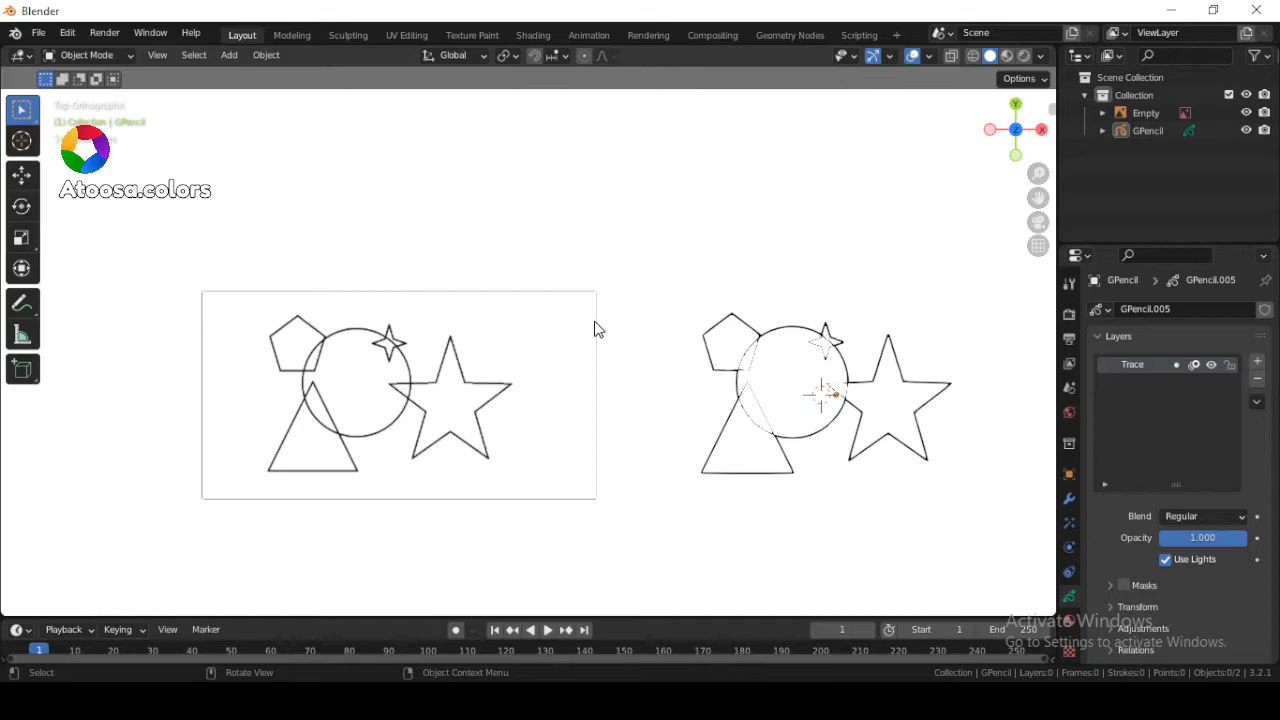 Blender
File Edit Render Window Help Layout Modeling Sculpting UV Editing Texture Paint Shading Animation Rendering Compositing Geometry Nodes Scripting + Scene ViewLayer
Object Mode View Select Add Object Global
Options
Top Orthographic
(1) Collection | GPencil
Atoosa.colors
Y
Z X
Scene Collection
Collection
Empty
GPencil
GPencil GPencil.005
GPencil.005
Layers
Trace
Blend Regular
Opacity 1.000
Use Lights
Masks
Transform
Adjustments
Relations
Activate Windows
Go to Settings to activate Windows.
Playback Keying View Marker 1 Start 1 End 250
1 10 20 30 40 50 60 70 80 90 100 110 120 130 140 150 160 170 180 190 200 210 220 230 240 250
Select Rotate View Object Context Menu Collection | GPencil | Layers:0 | Frames:0 | Strokes:0 | Points:0 | Objects:0/2 | 3.2.1